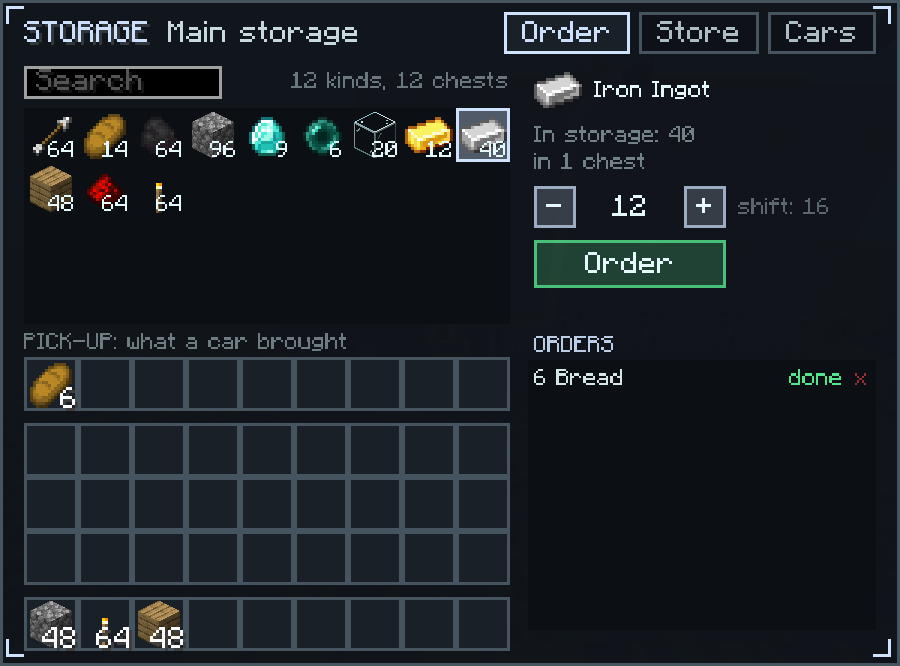 STORAGE Main storage
Order
Store
Cars
Search
12 kinds, 12 chests
64 14 64 96 9 6 20 12 40
48 64 64
Iron Ingot
In storage: 40
in 1 chest
- 12 + shift: 16
Order
PICK-UP: what a car brought
6
ORDERS
6 Bread done x
48 64 48